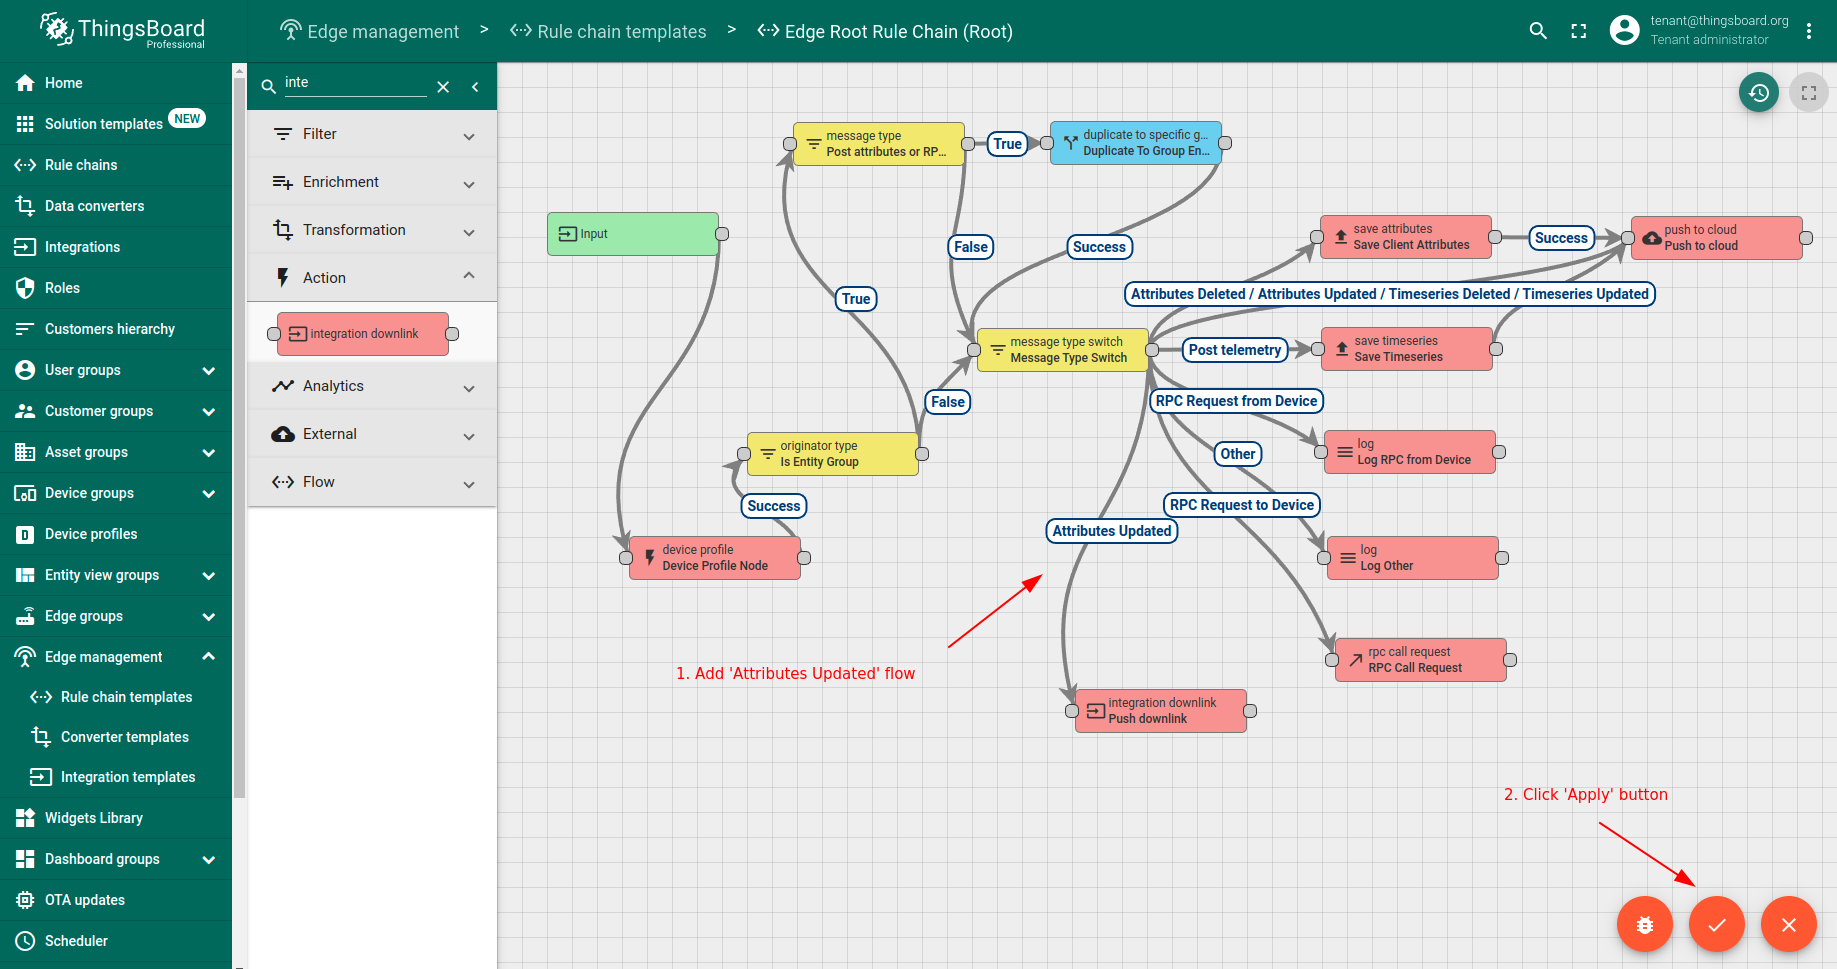 ThingsBoard
Professional
Edge management > Rule chain templates > Edge Root Rule Chain (Root)
tenant@thingsboard.org
Tenant administrator
Home
Solution templates NEW
Rule chains
Data converters
Integrations
Roles
Customers hierarchy
User groups
Customer groups
Asset groups
Device groups
Device profiles
Entity view groups
Edge groups
Edge management
Rule chain templates
Converter templates
Integration templates
Widgets Library
Dashboard groups
OTA updates
Scheduler
inte
Filter
Enrichment
Transformation
Action
integration downlink
Analytics
External
Flow
message type
Post attributes or RP...
True
duplicate to specific g...
Duplicate To Group En...
Input
False
Success
save attributes
Save Client Attributes
Success
push to cloud
Push to cloud
True
Attributes Deleted / Attributes Updated / Timeseries Deleted / Timeseries Updated
message type switch
Message Type Switch
Post telemetry
save timeseries
Save Timeseries
False
RPC Request from Device
originator type
Is Entity Group
Other
log
Log RPC from Device
Success
RPC Request to Device
Attributes Updated
device profile
Device Profile Node
log
Log Other
1. Add 'Attributes Updated' flow
rpc call request
RPC Call Request
integration downlink
Push downlink
2. Click 'Apply' button